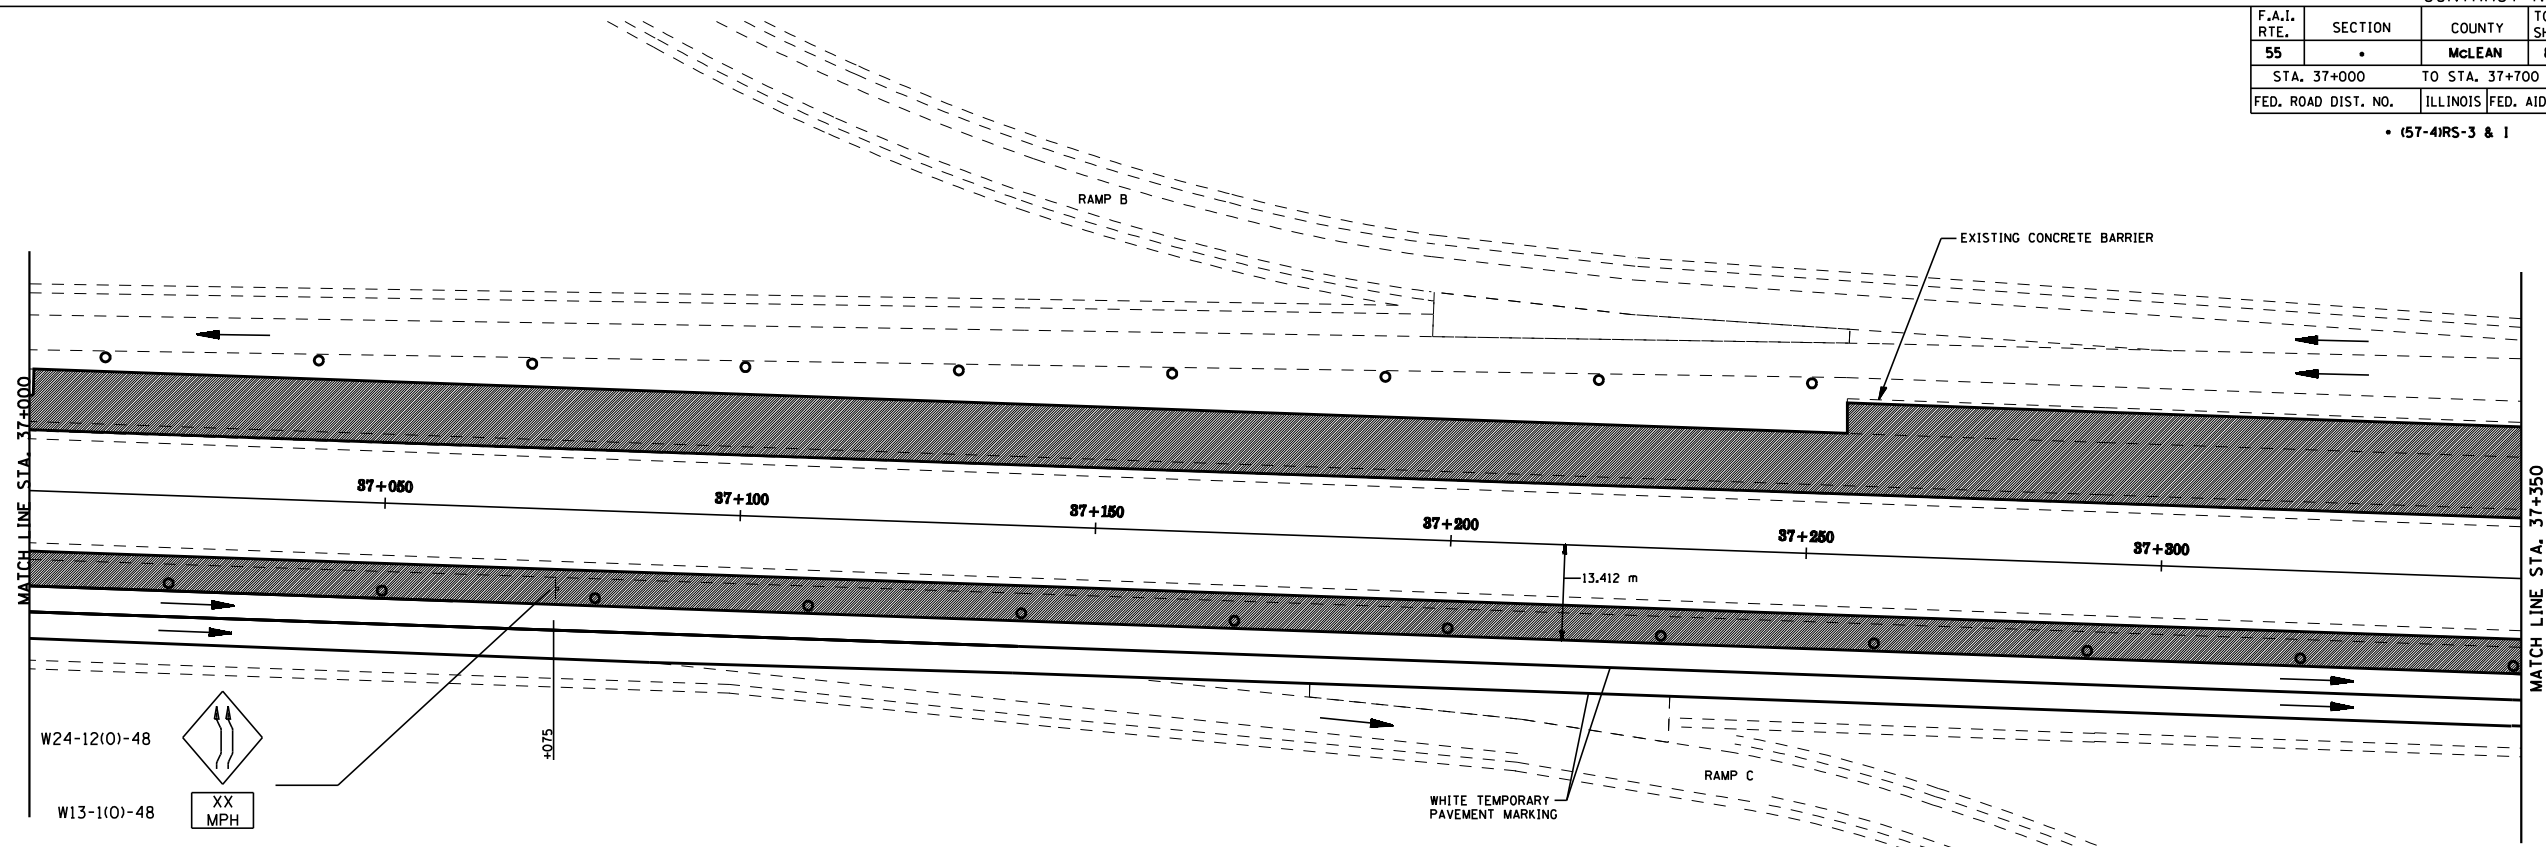 F.A.I.
RTE.
SECTION
COUNTY
55
•
McLEAN
STA. 37+000 TO STA. 37+700
FED. ROAD DIST. NO.
ILLINOIS
FED. AID
• (57-4)RS-3 & I
RAMP B
EXISTING CONCRETE BARRIER
MATCH LINE STA. 37+000
37+050
37+100
37+150
37+200
37+250
37+300
MATCH LINE STA. 37+350
13.412 m
+075
W24-12(O)-48
W13-1(O)-48
XX
MPH
RAMP C
WHITE TEMPORARY
PAVEMENT MARKING